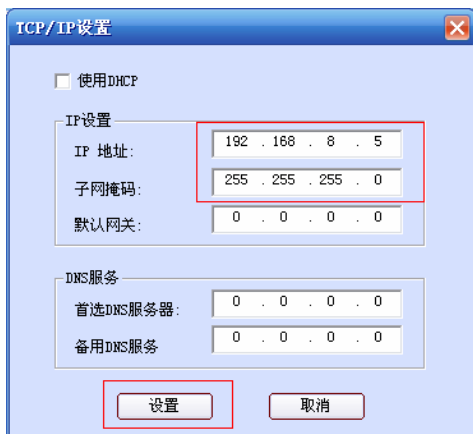 TCP/IP设置
使用DHCP
IP设置
IP 地址: 192 . 168 . 8 . 5
子网掩码: 255 . 255 . 255 . 0
默认网关: 0 . 0 . 0 . 0
DNS服务
首选DNS服务器: 0 . 0 . 0 . 0
备用DNS服务 0 . 0 . 0 . 0
设置 取消